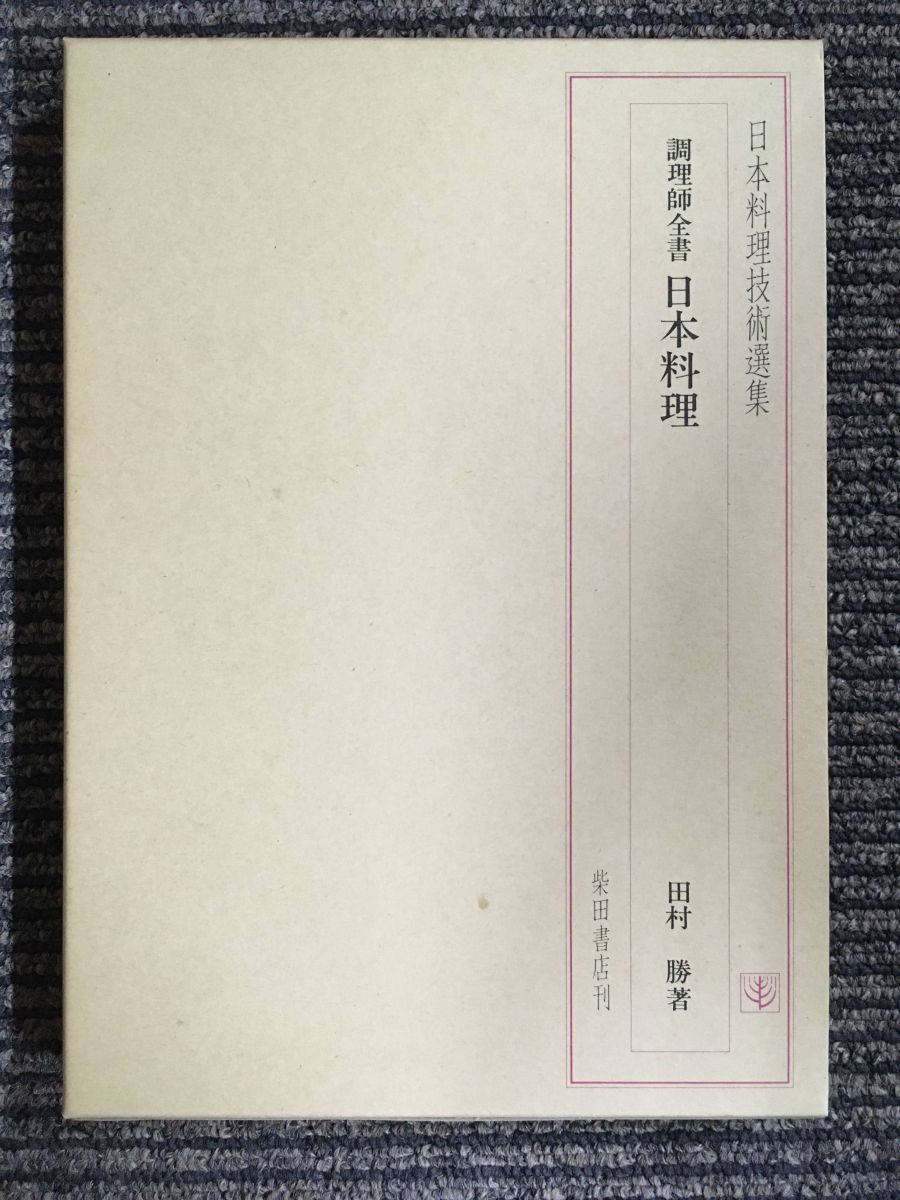 日本料理技術選集
調理師全書 日本料理
田村 勝著
柴田書店刊